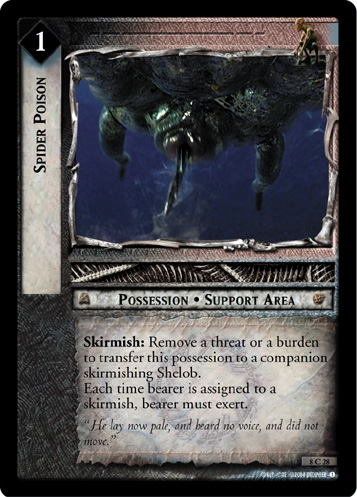 1
Spider Poison
Possession • Support Area
Skirmish: Remove a threat or a burden
to transfer this possession to a companion
skirmishing Shelob.
Each time bearer is assigned to a
skirmish, bearer must exert.
"He lay now pale, and heard no voice, and did not
move."
8 C 28